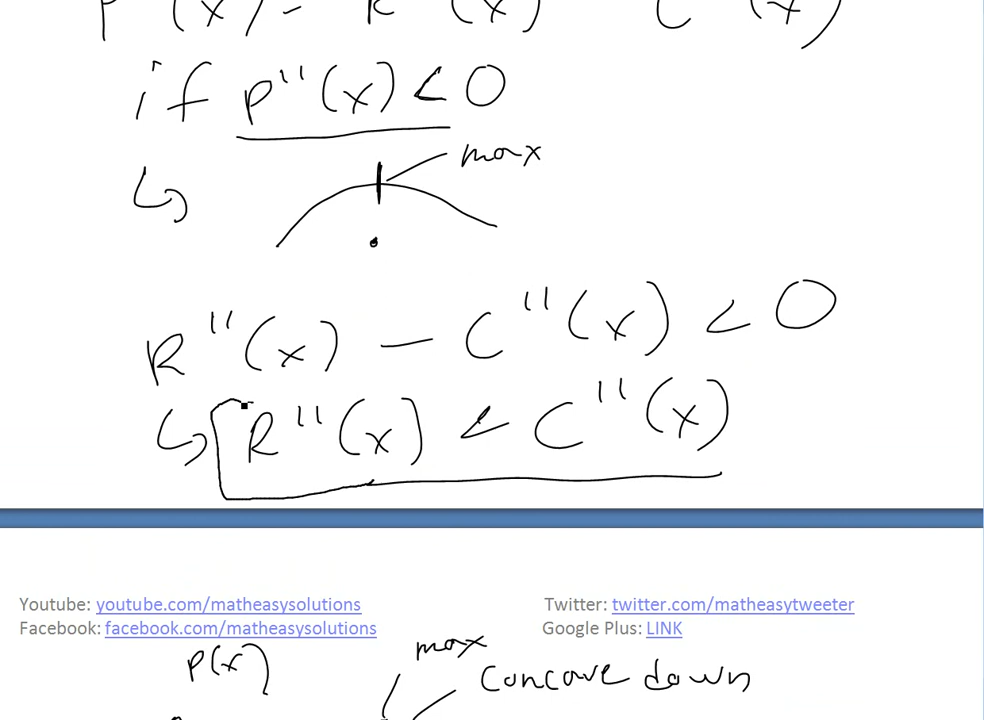 P''(x) = R''(x) - C''(x)
if P''(x) < 0
↳ max
R''(x) - C''(x) < 0
↳ R''(x) < C''(x)
Youtube: youtube.com/matheasysolutions Twitter: twitter.com/matheasytweeter
Facebook: facebook.com/matheasysolutions Google Plus: LINK
P(x) max
concave down